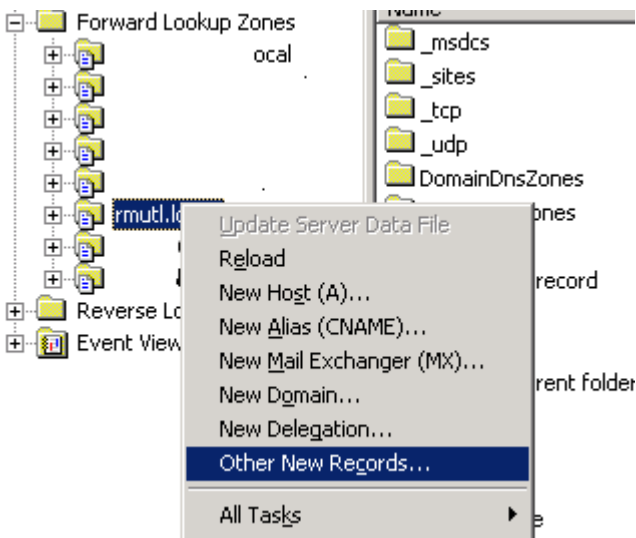 Forward Lookup Zones
ocal
rmutl.lo
Reverse Lo
Event View
Name
_msdcs
_sites
_tcp
_udp
DomainDnsZones
ones
record
rent folder
Update Server Data File
Reload
New Host (A)...
New Alias (CNAME)...
New Mail Exchanger (MX)...
New Domain...
New Delegation...
Other New Records...
All Tasks